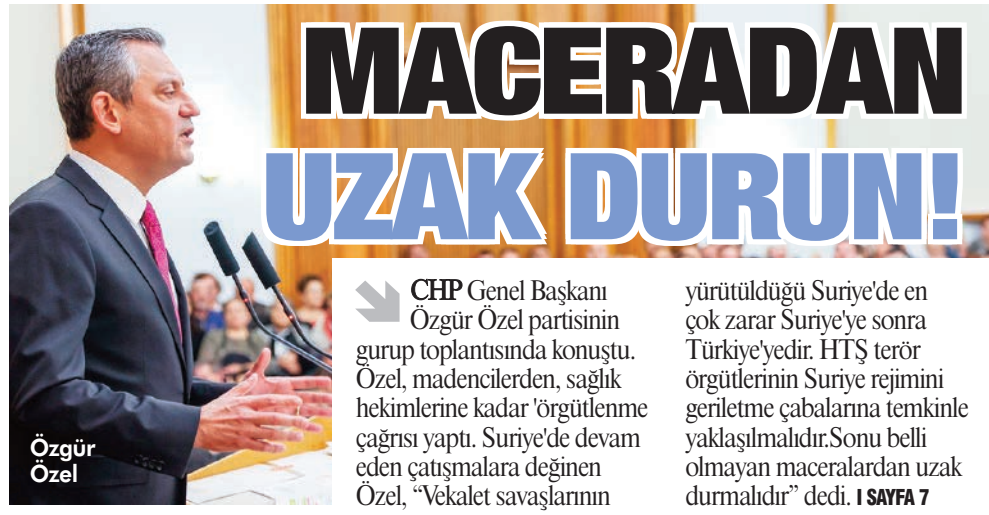 MACERADAN
UZAK DURUN!
Özgür
Özel
CHP Genel Başkanı
Özgür Özel partisinin
gurup toplantısında konuştu.
Özel, madencilerden, sağlık
hekimlerine kadar 'örgütlenme
çağrısı yaptı. Suriye'de devam
eden çatışmalara değinen
Özel, “Vekalet savaşlarının
yürütüldüğü Suriye'de en
çok zarar Suriye'ye sonra
Türkiye'yedir. HTŞ terör
örgütlerinin Suriye rejimini
geriletme çabalarına temkinle
yaklaşılmalıdır.Sonu belli
olmayan maceralardan uzak
durmalıdır” dedi. I SAYFA 7